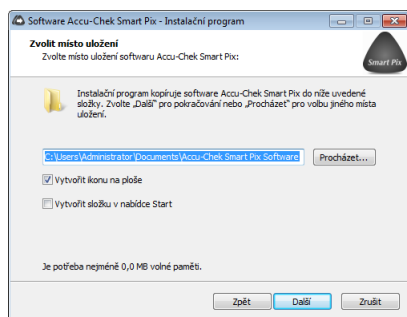 Software Accu-Chek Smart Pix - Instalační program
Zvolit místo uložení
Zvolte místo uložení softwaru Accu-Chek Smart Pix:
Smart Pix
Instalační program kopíruje software Accu-Chek Smart Pix do níže uvedené
složky. Zvolte „Další” pro pokračování nebo „Procházet” pro volbu jiného místa
uložení.
C:\Users\Administrator\Documents\Accu-Chek Smart Pix Software
Procházet...
Vytvořit ikonu na ploše
Vytvořit složku v nabídce Start
Je potřeba nejméně 0,0 MB volné paměti.
Zpět
Další
Zrušit